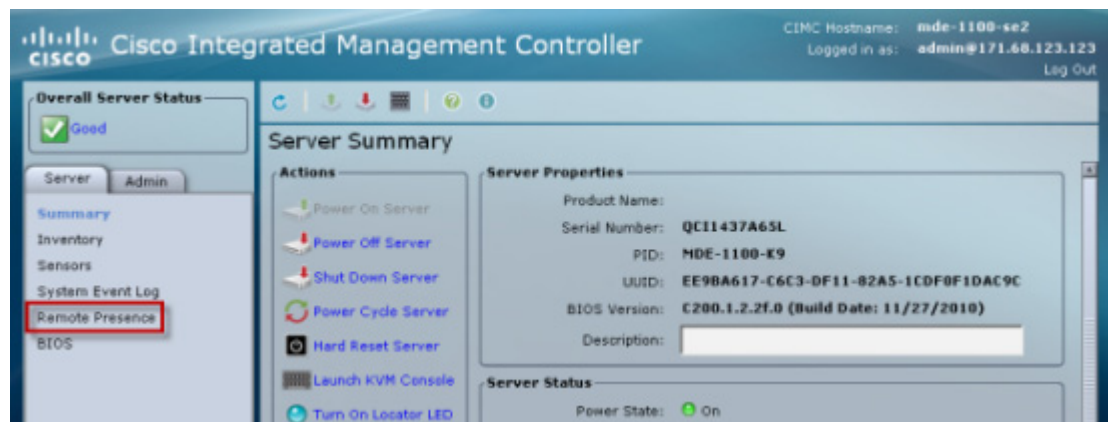 CISCO Cisco Integrated Management Controller
CIMC Hostname: mde-1100-se2
Logged in as: admin@171.68.123.123
Log Out
Overall Server Status
Good
Server Admin
Summary
Inventory
Sensors
System Event Log
Remote Presence
BIOS
Server Summary
Actions
Power On Server
Power Off Server
Shut Down Server
Power Cycle Server
Hard Reset Server
Launch KVM Console
Turn On Locator LED
Server Properties
Product Name:
Serial Number: QCI1437A65L
PID: MDE-1100-K9
UUID: EE9BA617-C6C3-DF11-82A5-1CDF0F1DAC9C
BIOS Version: C200.1.2.2f.0 (Build Date: 11/27/2010)
Description:
Server Status
Power State: On